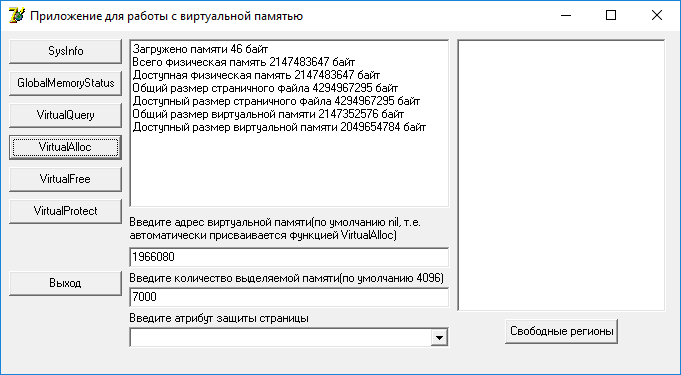 Приложение для работы с виртуальной памятью
SysInfo
GlobalMemoryStatus
VirtualQuery
VirtualAlloc
VirtualFree
VirtualProtect
Выход
Загружено памяти 46 байт
Всего физическая память 2147483647 байт
Доступная физическая память 2147483647 байт
Общий размер страничного файла 4294967295 байт
Доступный размер страничного файла 4294967295 байт
Общий размер виртуальной памяти 2147352576 байт
Доступный размер виртуальной памяти 2049654784 байт
Введите адрес виртуальной памяти(по умолчанию nil, т.е.
автоматически присваивается функцией VirtualAlloc)
1966080
Введите количество выделяемой памяти(по умолчанию 4096)
7000
Введите атрибут защиты страницы
Свободные регионы